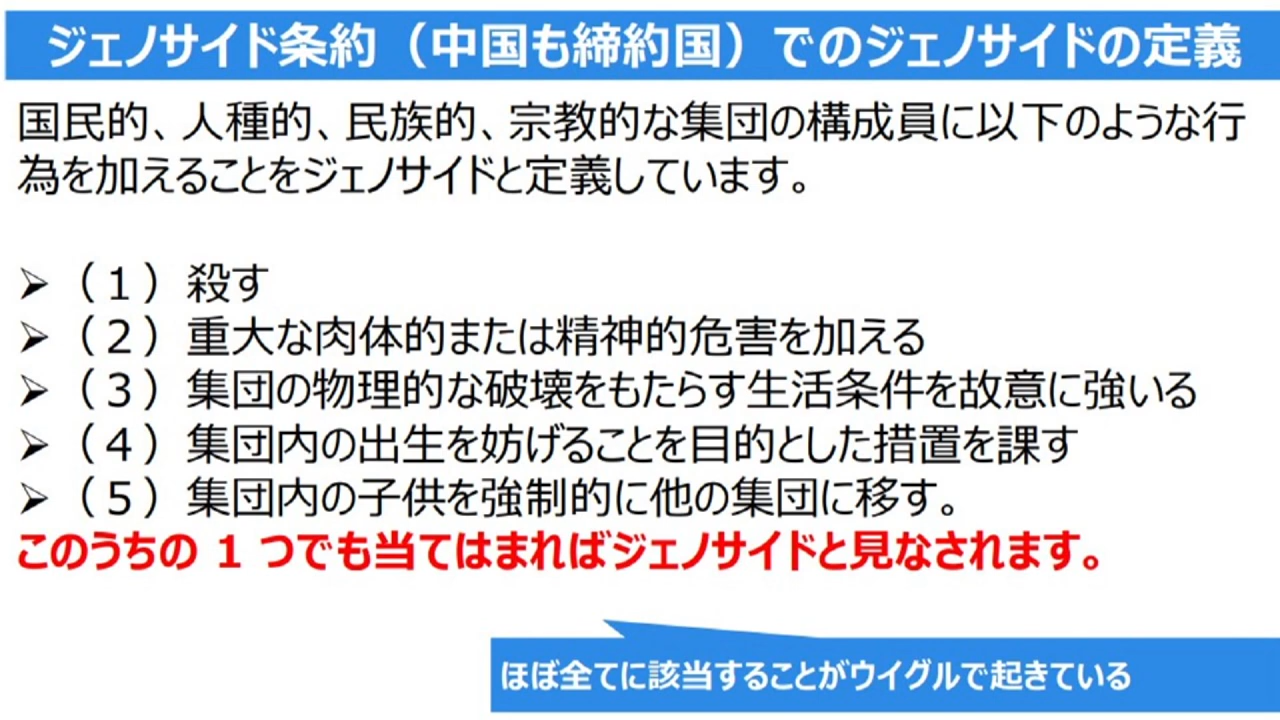 ジェノサイド条約（中国も締約国）でのジェノサイドの定義
国民的、人種的、民族的、宗教的な集団の構成員に以下のような行
為を加えることをジェノサイドと定義しています。
➢（１）殺す
➢（２）重大な肉体的または精神的危害を加える
➢（３）集団の物理的な破壊をもたらす生活条件を故意に強いる
➢（４）集団内の出生を妨げることを目的とした措置を課す
➢（５）集団内の子供を強制的に他の集団に移す。
このうちの１つでも当てはまればジェノサイドと見なされます。
ほぼ全てに該当することがウイグルで起きている